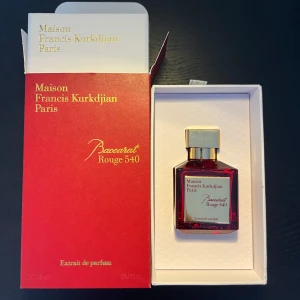 Maison
Francis Kurkdjian
Paris
Maison
Francis Kurkdjian
Paris
Baccarat
Rouge 540
Extrait de parfum
Maison
Francis Kurkdjian
Paris
Baccarat
Rouge 540